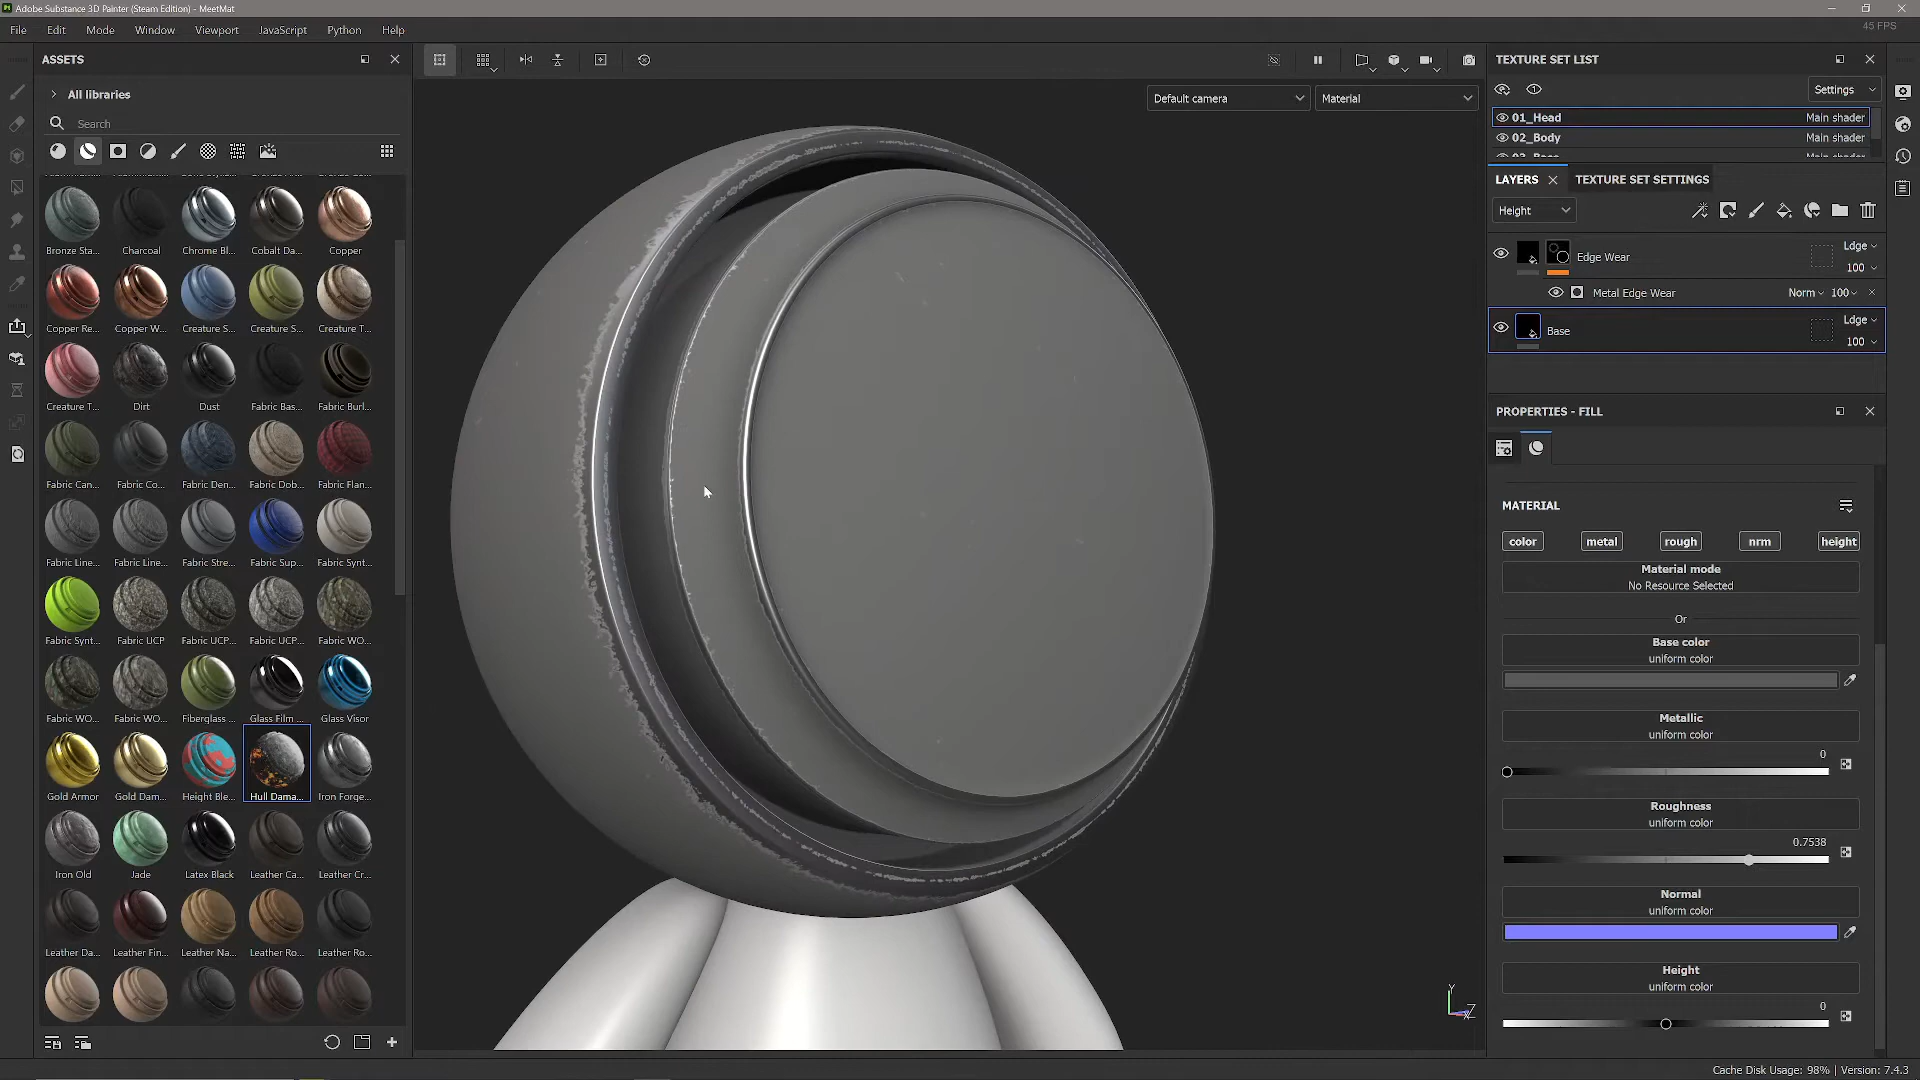 Adobe Substance 3D Painter (Steam Edition) - MeetMat
File Edit Mode Window Viewport JavaScript Python Help
45 FPS
ASSETS
All libraries
Search
Bronze Sta... Charcoal Chrome Bl... Cobalt Da... Copper
Copper Re... Copper W... Creature S... Creature S... Creature T...
Creature T... Dirt Dust Fabric Bas... Fabric Burl...
Fabric Can... Fabric Co... Fabric Den... Fabric Dob... Fabric Flan...
Fabric Line... Fabric Line... Fabric Stre... Fabric Sup... Fabric Synt...
Fabric Synt... Fabric UCP Fabric UCP... Fabric UCP... Fabric WO...
Fabric WO... Fabric WO... Fiberglass ... Glass Film ... Glass Visor
Gold Armor Gold Dam... Height Ble... Hull Dama... Iron Forge...
Iron Old Jade Latex Black Leather Ca... Leather Cr...
Leather Da... Leather Fin... Leather Na... Leather Ro... Leather Ro...
Default camera Material
Y
Z
TEXTURE SET LIST
Settings
01_Head Main shader
02_Body Main shader
LAYERS TEXTURE SET SETTINGS
Height
Edge Wear Ldge
100
Metal Edge Wear Norm 100
Base Ldge
100
PROPERTIES - FILL
MATERIAL
color metal rough nrm height
Material mode
No Resource Selected
Or
Base color
uniform color
Metallic
uniform color
0
Roughness
uniform color
0.7538
Normal
uniform color
Height
uniform color
0
Cache Disk Usage: 98% | Version: 7.4.3